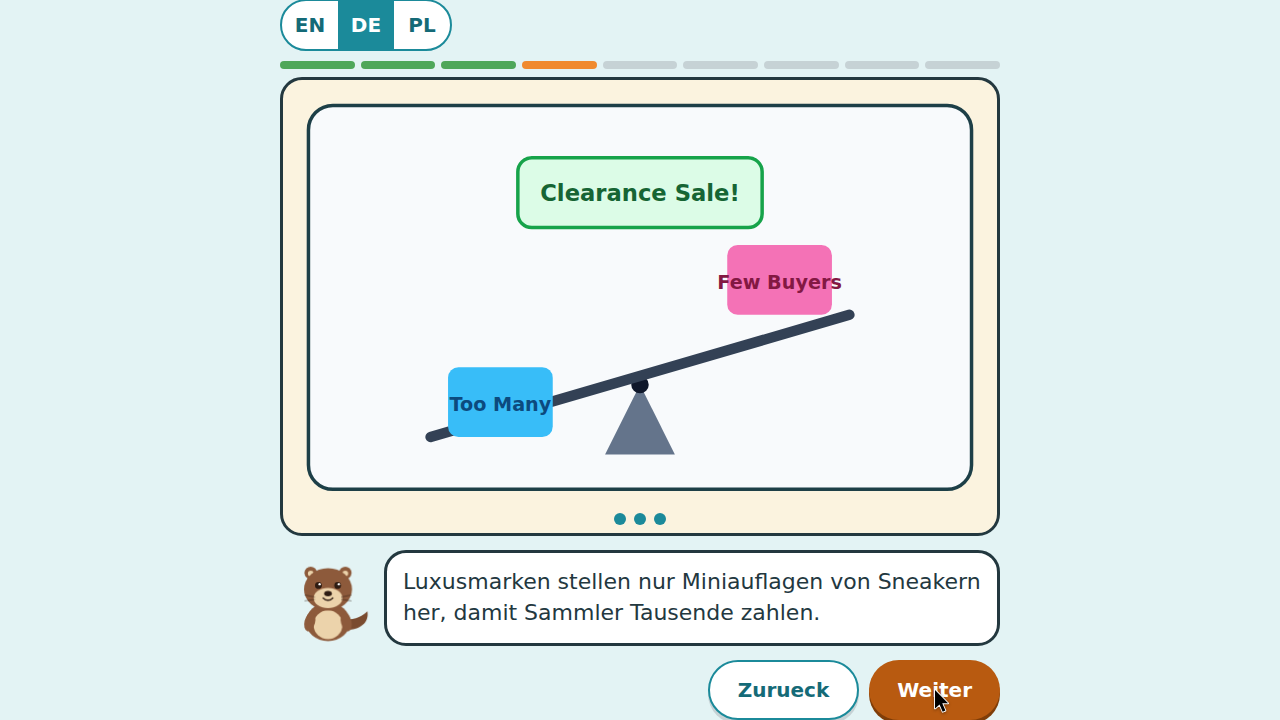 EN DE PL
Clearance Sale!
Few Buyers
Too Many
Luxusmarken stellen nur Miniauflagen von Sneakern
her, damit Sammler Tausende zahlen.
Zurueck Weiter